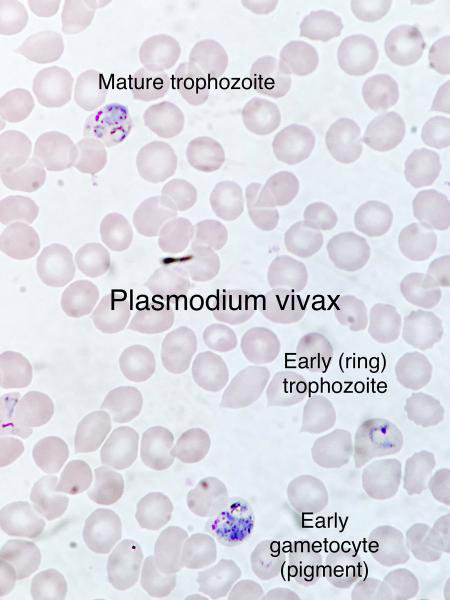 Mature trophozoite
Plasmodium vivax
Early (ring)
trophozoite
Early
gametocyte
(pigment)